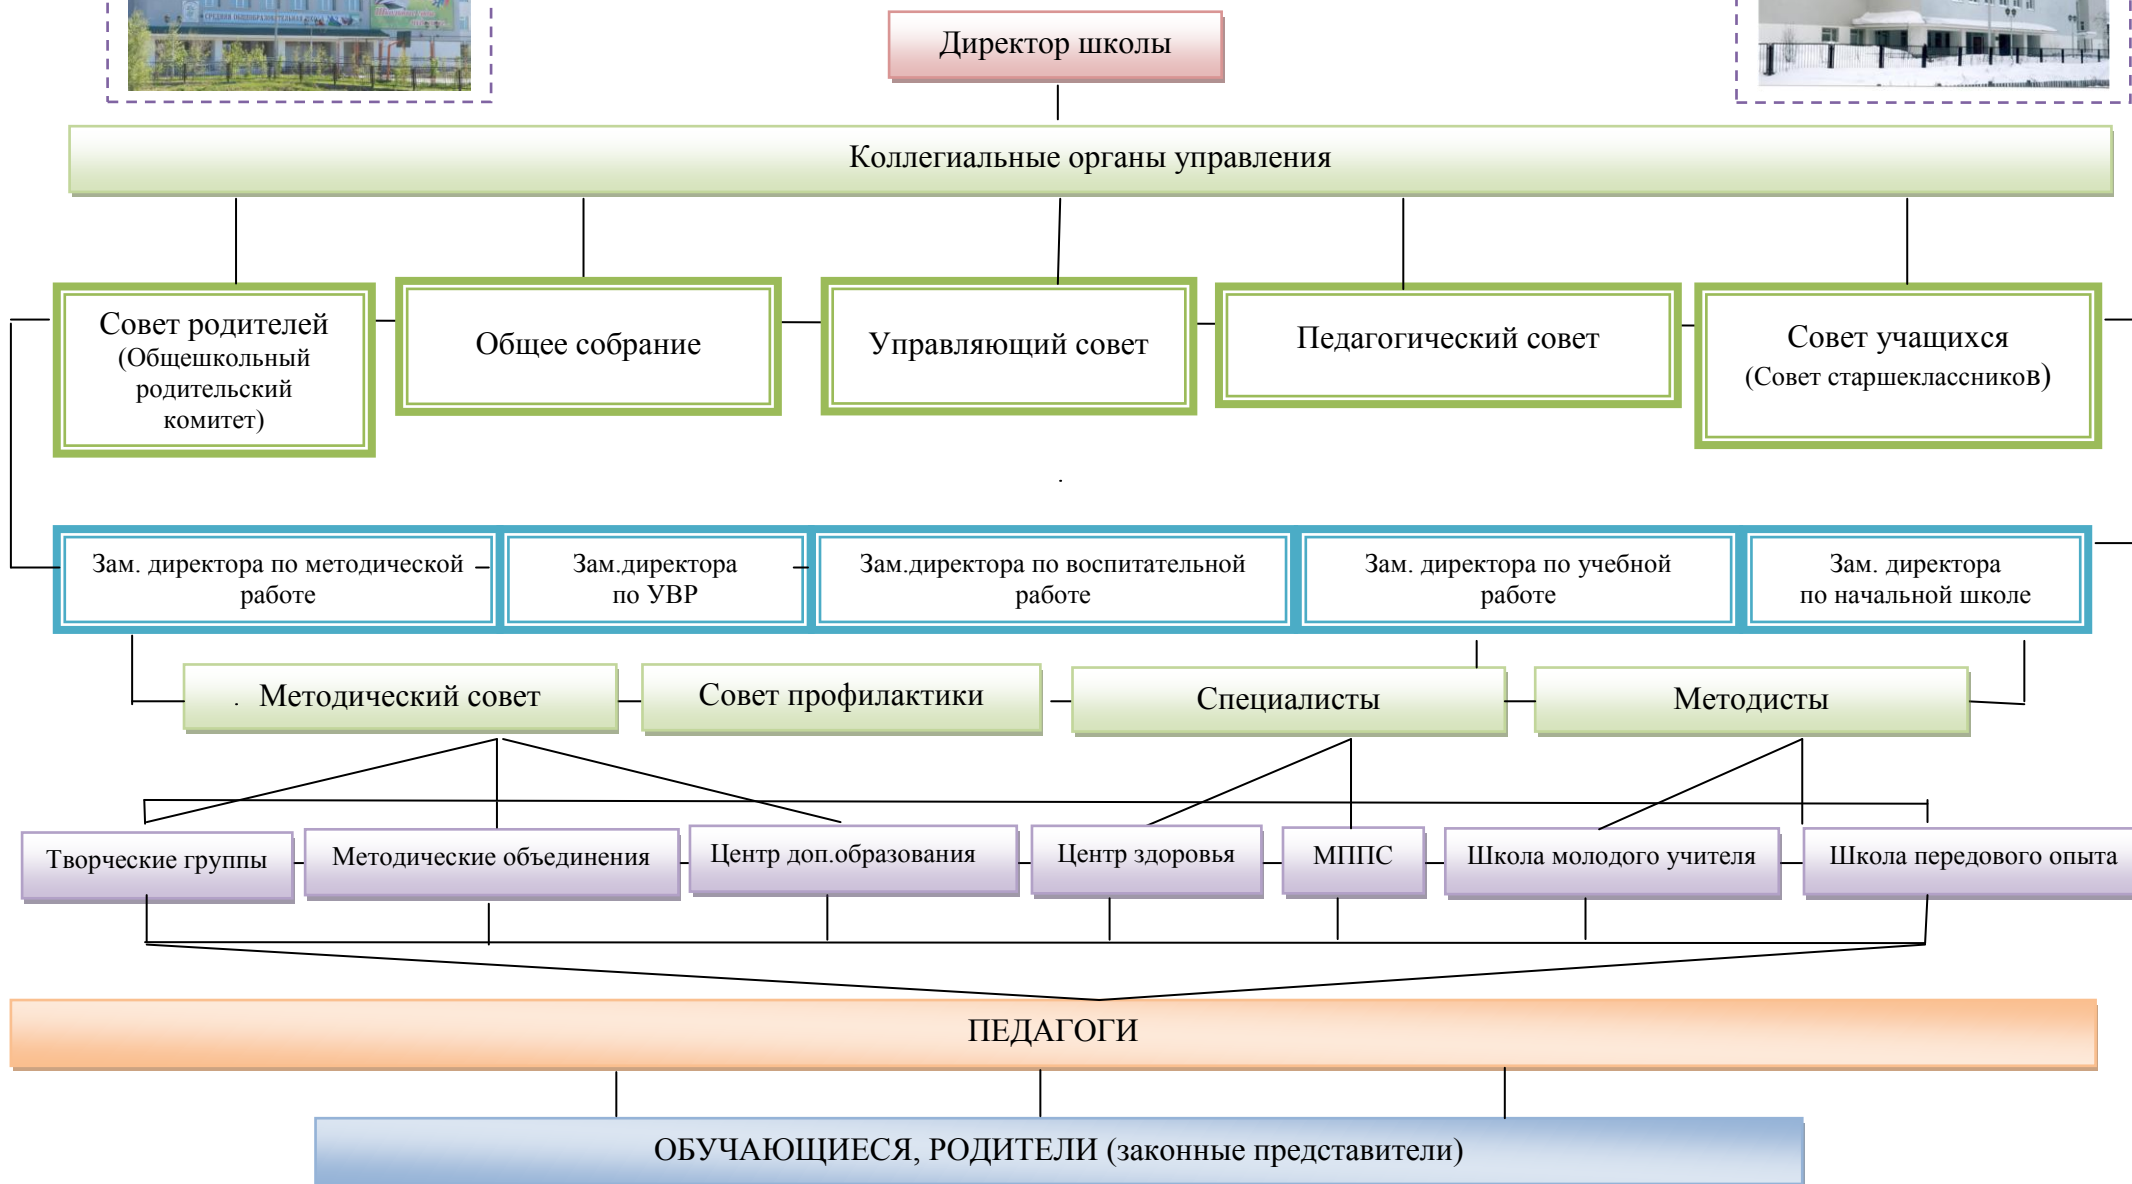 СРЕДНЯЯ ОБЩЕОБРАЗОВАТЕЛЬНАЯ ШКОЛА
Директор школы
Коллегиальные органы управления
Совет родителей
(Общешкольный
родительский
комитет)
Общее собрание
Управляющий совет
Педагогический совет
Совет учащихся
(Совет старшеклассников)
Зам. директора по методической
работе
Зам.директора
по УВР
Зам.директора по воспитательной
работе
Зам. директора по учебной
работе
Зам. директора
по начальной школе
Методический совет
Совет профилактики
Специалисты
Методисты
Творческие группы
Методические объединения
Центр доп.образования
Центр здоровья
МППС
Школа молодого учителя
Школа передового опыта
ПЕДАГОГИ
ОБУЧАЮЩИЕСЯ, РОДИТЕЛИ (законные представители)